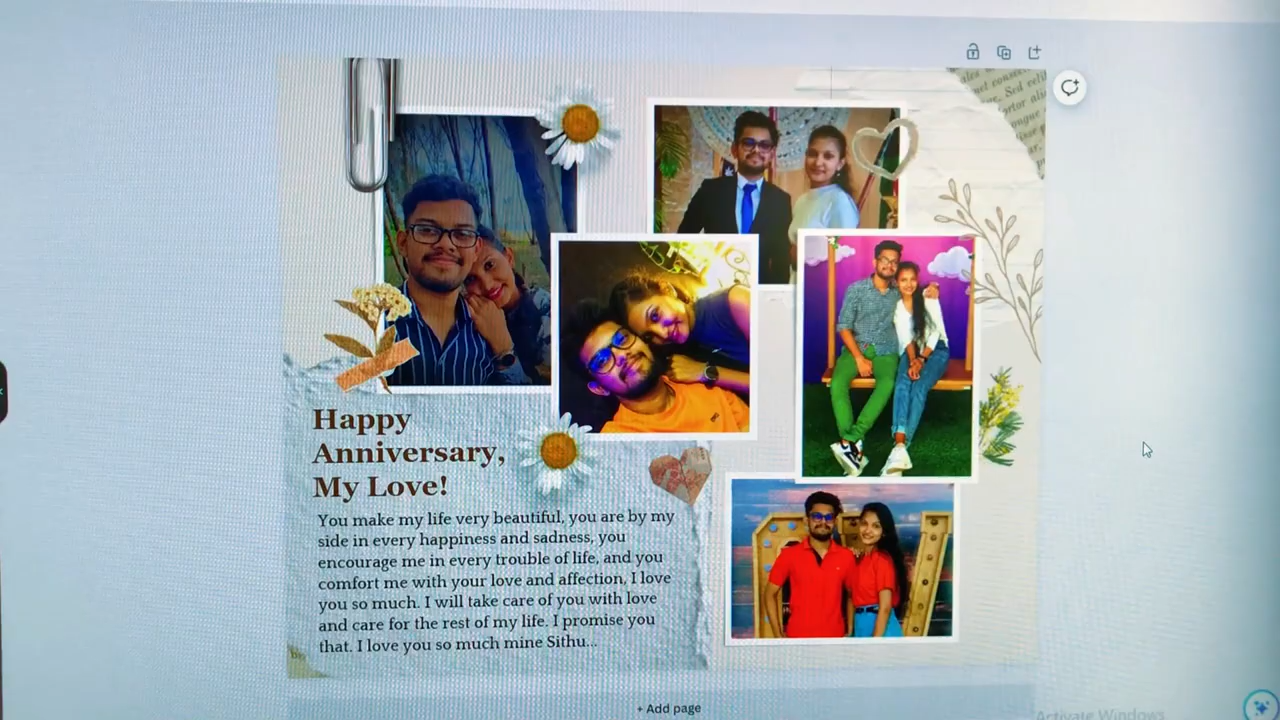 Happy
Anniversary,
My Love!
You make my life very beautiful, you are by my
side in every happiness and sadness, you
encourage me in every trouble of life, and you
comfort me with your love and affection, I love
you so much. I will take care of you with love
and care for the rest of my life. I promise you
that. I love you so much mine Sithu...
+ Add page
Activate Windows